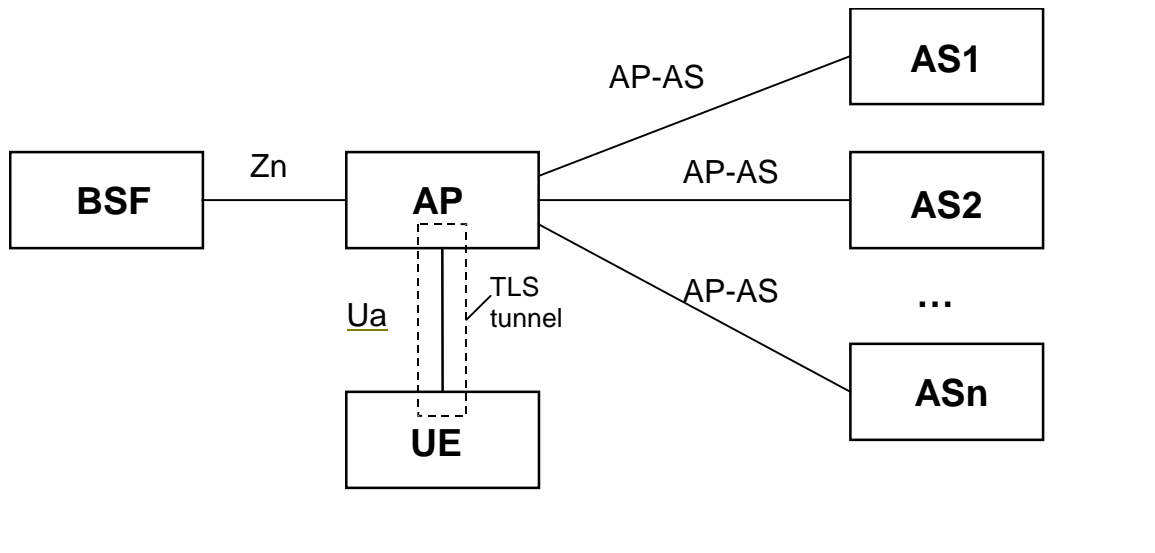 AS1
AP-AS
Zn
AP-AS
BSF
AP
AS2
TLS
tunnel
AP-AS
...
Ua
ASn
UE